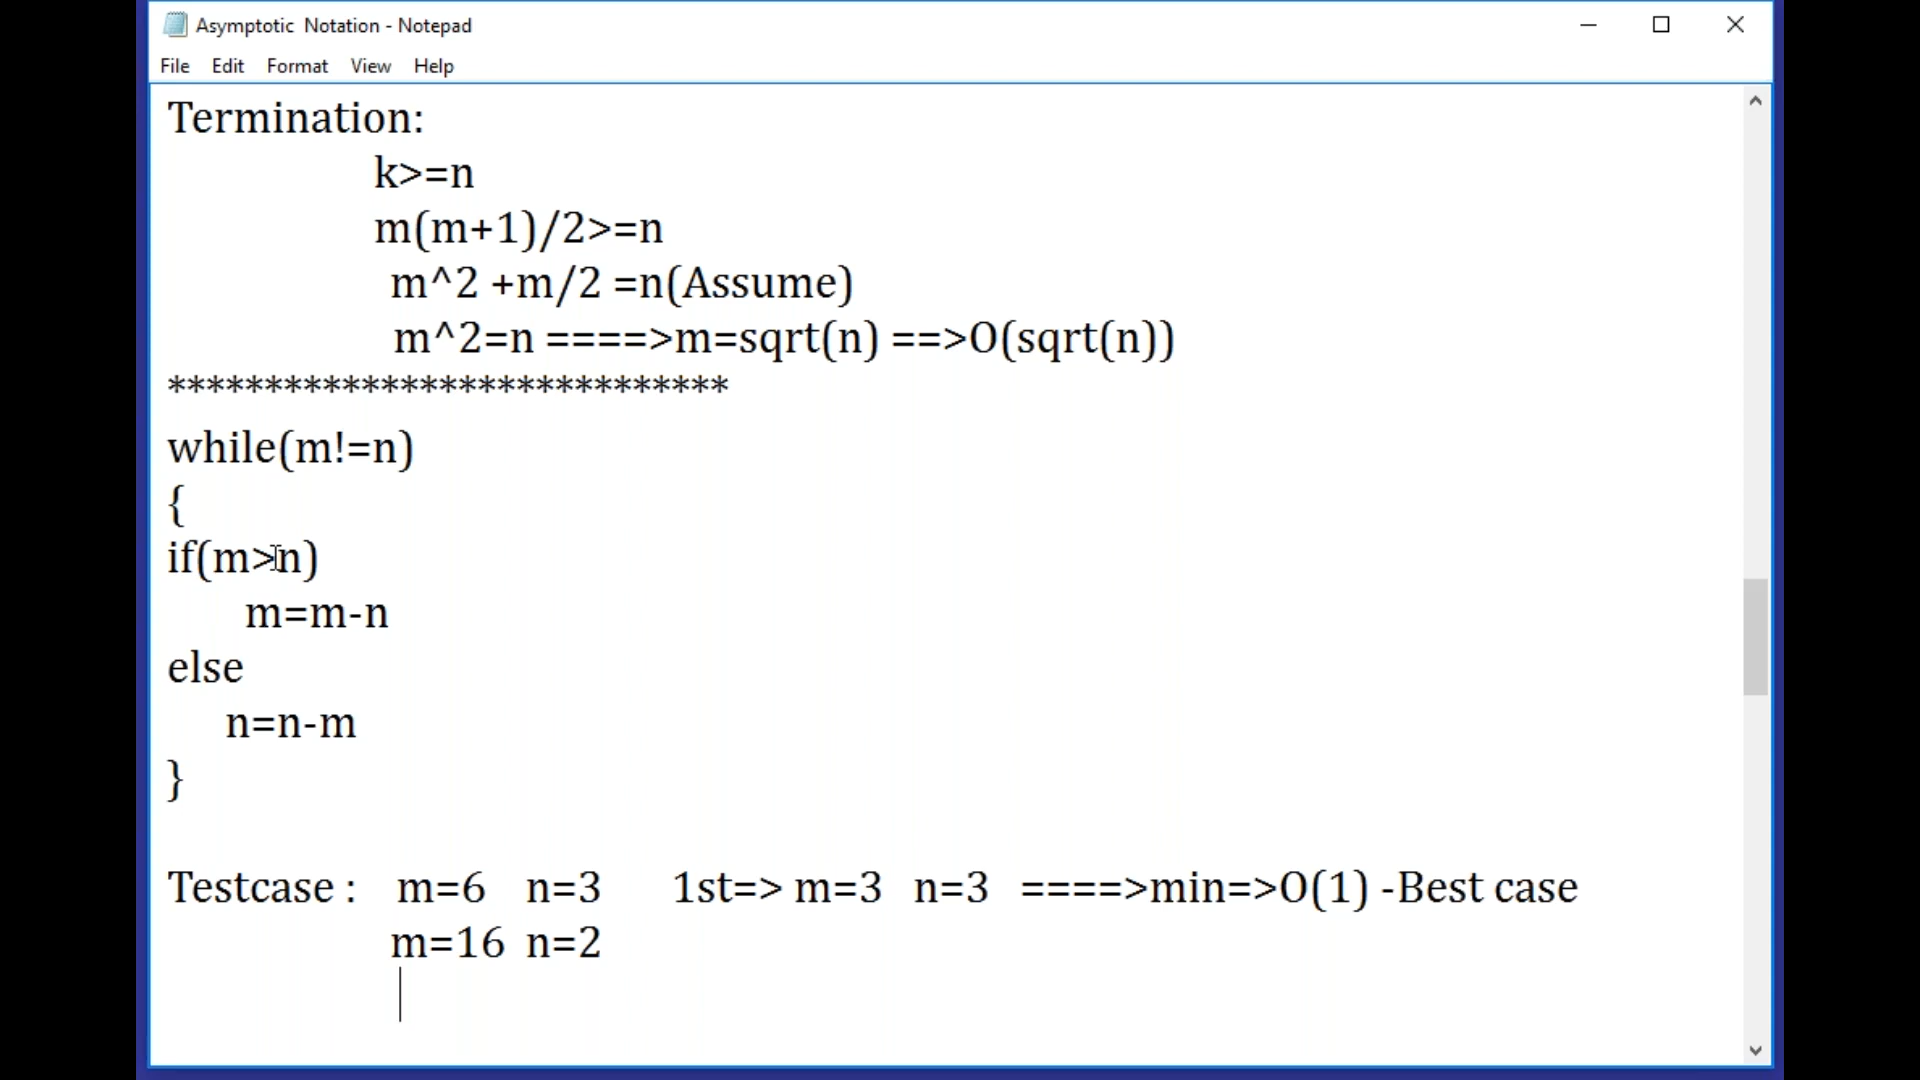 Asymptotic  Notation - Notepad
File Edit Format View Help
Termination:
k>=n
m(m+1)/2>=n
m^2 +m/2 =n(Assume)
m^2=n ====>m=sqrt(n) ==>O(sqrt(n))
*****************************
while(m!=n)
{
if(m>n)
m=m-n
else
n=n-m
}
Testcase :    m=6    n=3       1st=> m=3   n=3   ====>min=>O(1) -Best case
m=16  n=2